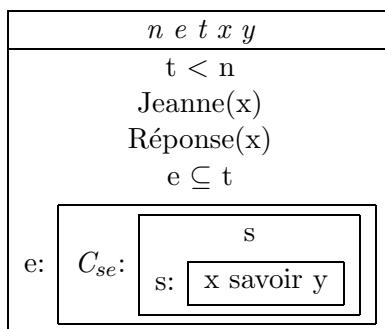 n e t x y
t < n
Jeanne(x)
Réponse(x)
e ⊆ t
s
e: C_se: s: x savoir y